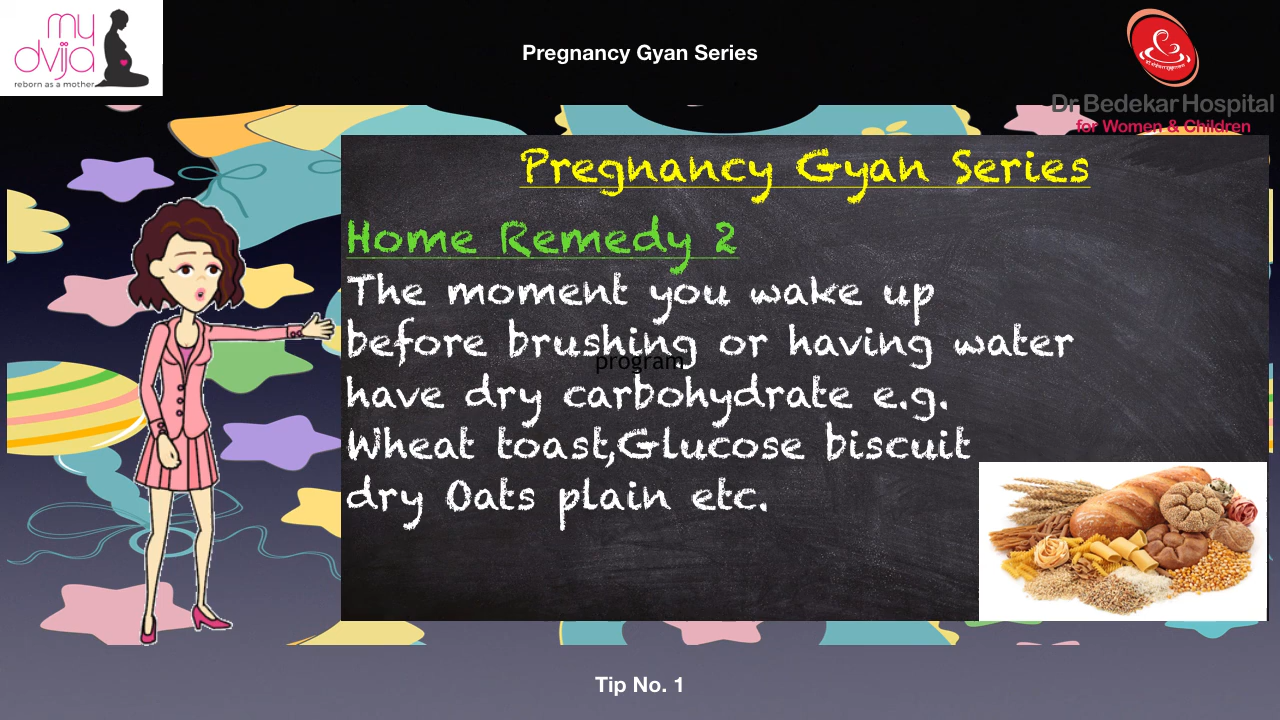 my
dvija
reborn as a mother
Pregnancy Gyan Series
Dr Bedekar Hospital
for Women & Children
Pregnancy Gyan Series
Home Remedy 2
The moment you wake up
before brushing or having water
program
have dry carbohydrate e.g.
Wheat toast,Glucose biscuit
dry Oats plain etc.
Tip No. 1